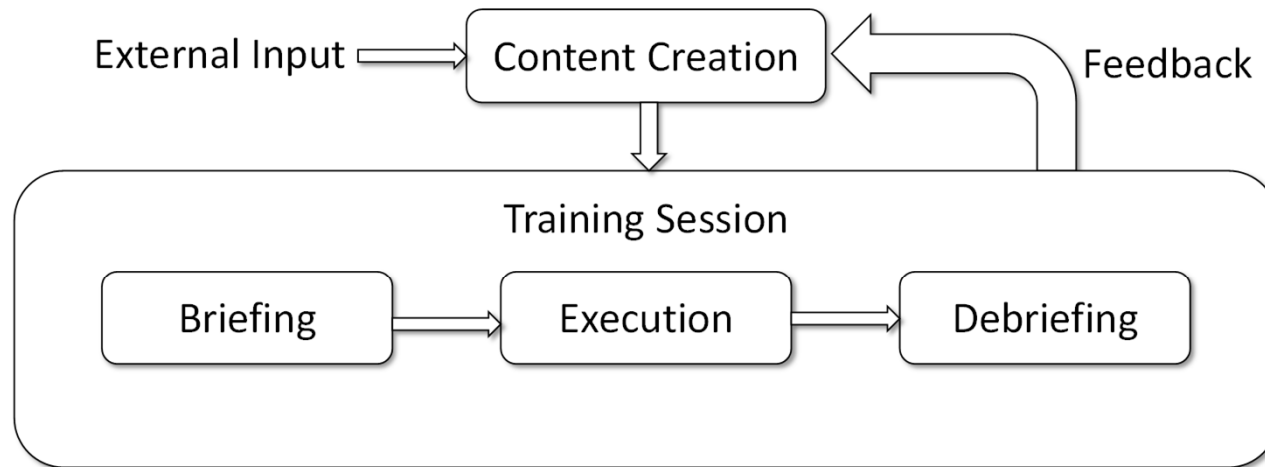 External Input
Content Creation
Feedback
Training Session
Briefing
Execution
Debriefing